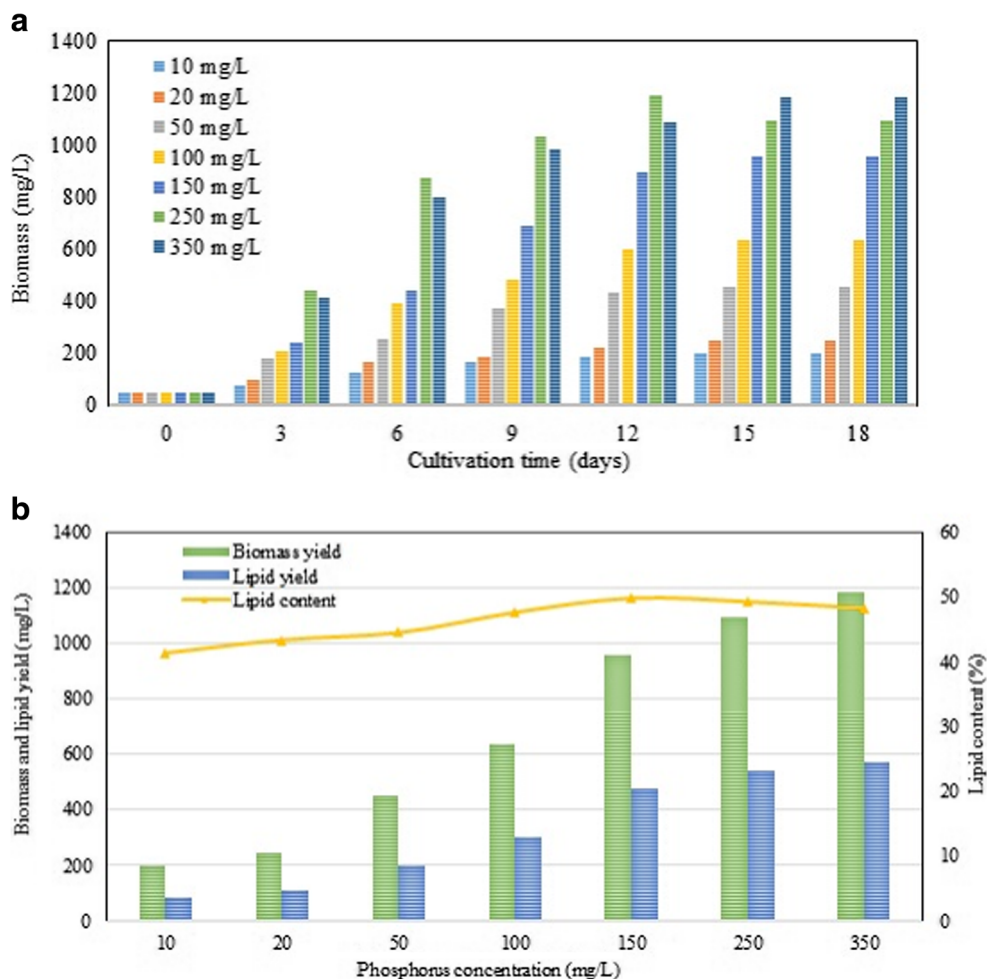 a
Biomass (mg/L)
1400
1200
1000
800
600
400
200
0
10 mg/L
20 mg/L
50 mg/L
100 mg/L
150 mg/L
250 mg/L
350 mg/L
0 3 6 9 12 15 18
Cultivation time (days)
b
Biomass and lipid yield (mg/L)
1400
1200
1000
800
600
400
200
0
Biomass yield
Lipid yield
Lipid content
60
50
40
30
20
10
0
Lipid content (%)
10 20 50 100 150 250 350
Phosphorus concentration (mg/L)